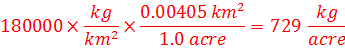 180000 × kg/km² × 0.00405 km²/1.0 acre = 729 kg/acre